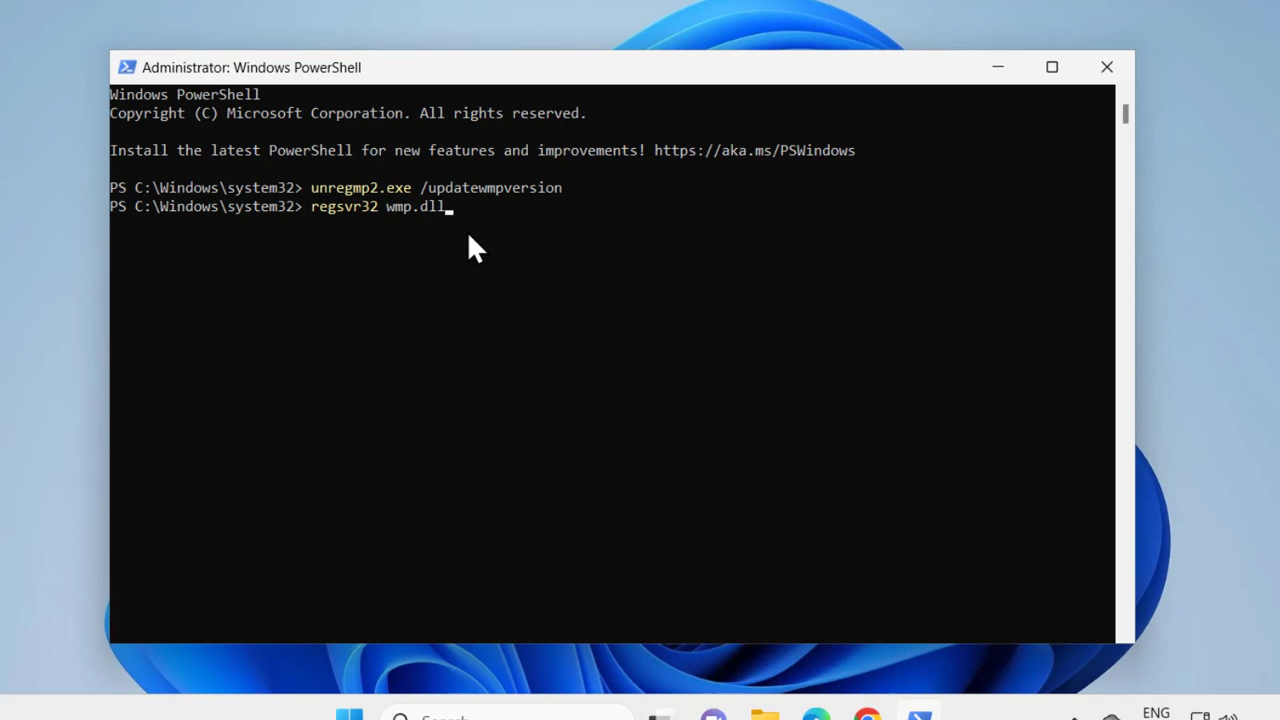 Administrator: Windows PowerShell
Windows PowerShell
Copyright (C) Microsoft Corporation. All rights reserved.
Install the latest PowerShell for new features and improvements! https://aka.ms/PSWindows
PS C:\Windows\system32> unregmp2.exe /updatewmpversion
PS C:\Windows\system32> regsvr32 wmp.dll
Search
ENG